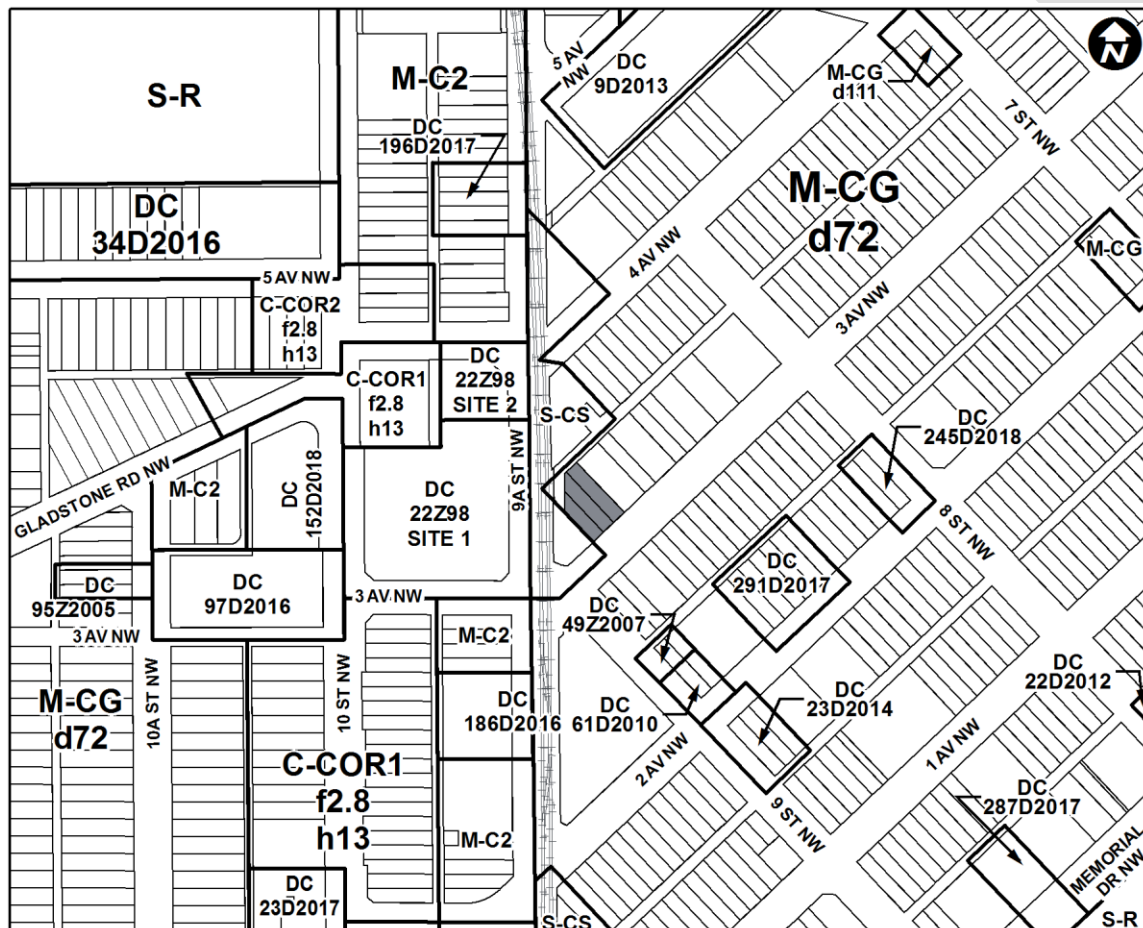 N
S-R
M-C2
5 AV
NW
DC
9D2013
M-CG
d111
7 ST NW
DC
196D2017
M-CG
d72
DC
34D2016
4 AV NW
M-CG
5 AV NW
3 AV NW
C-COR2
f2.8
h13
DC
22Z98
SITE 2
C-COR1
f2.8
h13
S-CS
DC
245D2018
GLADSTONE RD NW
M-C2
DC
152D2018
DC
22Z98
SITE 1
9A ST NW
8 ST NW
DC
291D2017
DC
95Z2005
DC
97D2016
3 AV NW
DC
49Z2007
3 AV NW
M-C2
DC
22D2012
M-CG
d72
10A ST NW
10 ST NW
DC
186D2016
DC
61D2010
DC
23D2014
2 AV NW
1 AV NW
C-COR1
f2.8
h13
M-C2
9 ST NW
DC
287D2017
MEMORIAL
DR NW
DC
23D2017
S-CS
S-R